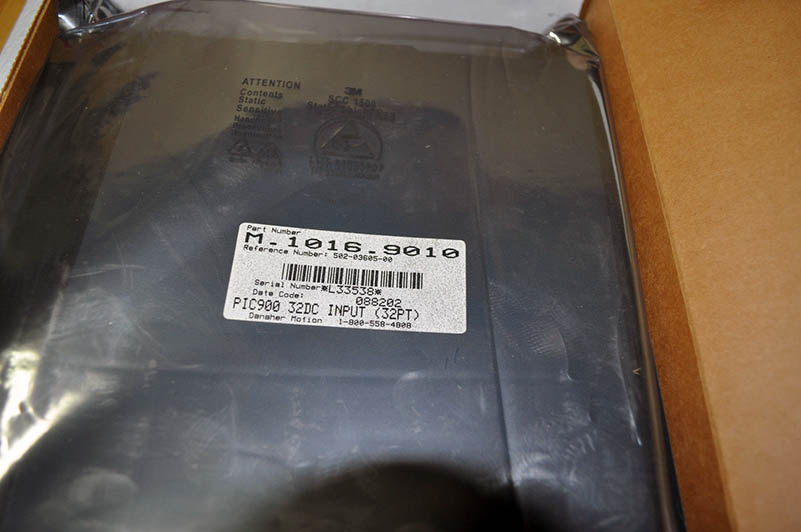 ATTENTION
Contents
Static
Sensitive
Handling
3M
SCC 1500
Part Number
M.1016.9010
Reference Number: 502-03605-00
Serial Number*L33538*
Date Code: 088202
PIC900 32DC INPUT (32PT)
Danaher Motion 1-800-558-4808